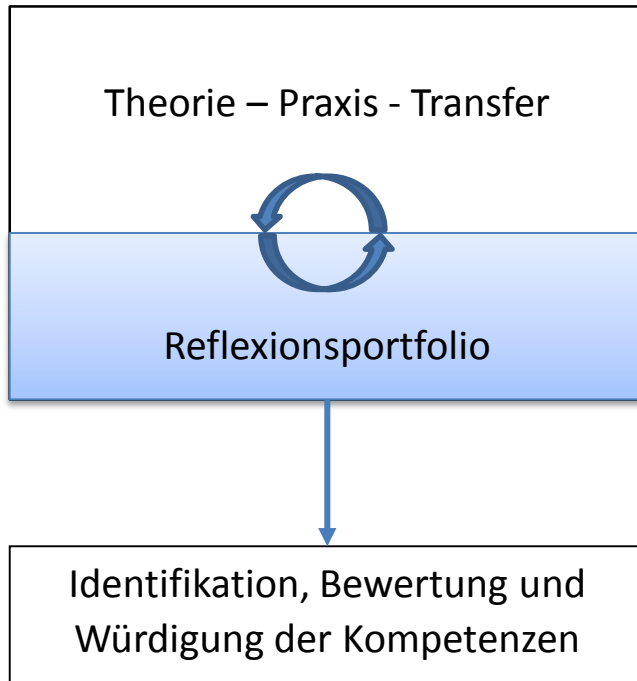 Theorie – Praxis - Transfer
Reflexionsportfolio
Identifikation, Bewertung und
Würdigung der Kompetenzen